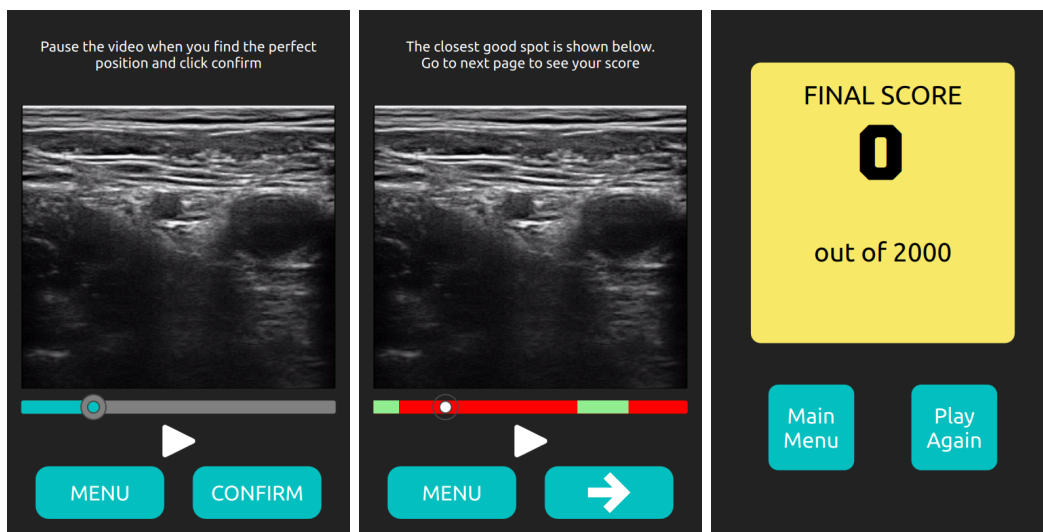 Pause the video when you find the perfect
position and click confirm
MENU
CONFIRM
The closest good spot is shown below.
Go to next page to see your score
MENU
FINAL SCORE
0
out of 2000
Main
Menu
Play
Again